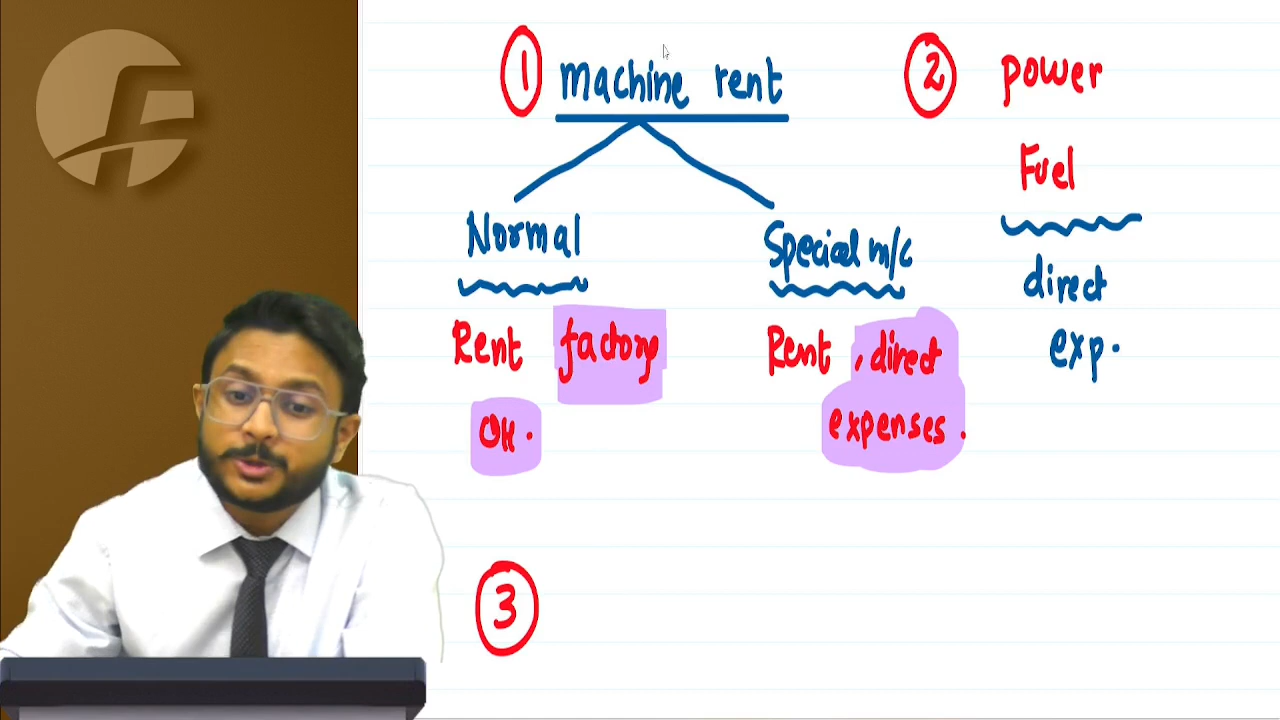 1 Machine rent
Normal
Rent factory
OH.
Special m/c
Rent, direct
expenses.
2 power
Fuel
direct
exp.
3